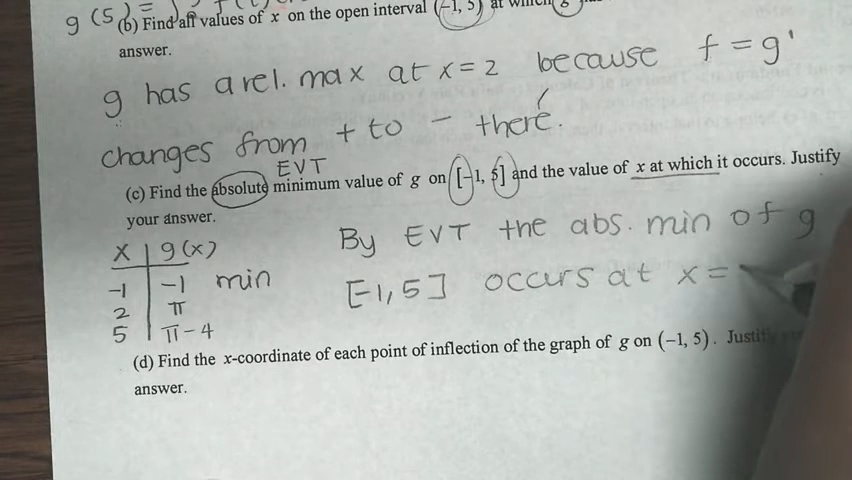 g (5) = f(t)
(b) Find all values of x on the open interval (-1, 5) at which g
answer.
g has a rel. max at x = 2 because f = g'
changes from + to - there.
EVT
(c) Find the absolute minimum value of g on [-1, 5] and the value of x at which it occurs. Justify
your answer.
By EVT the abs. min of g
[-1, 5] occurs at x =
x | g(x)
-1 | -1 min
2 | π
5 | π - 4
(d) Find the x-coordinate of each point of inflection of the graph of g on (-1, 5). Justify
answer.